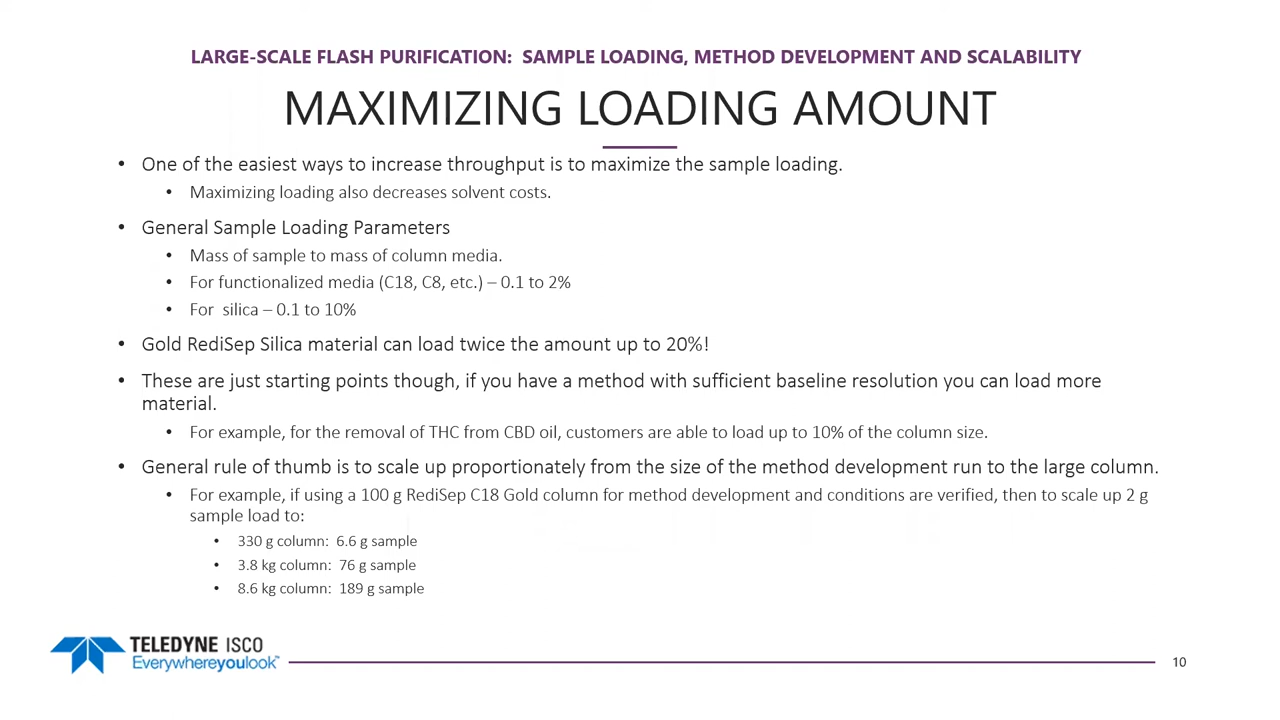 LARGE-SCALE FLASH PURIFICATION: SAMPLE LOADING, METHOD DEVELOPMENT AND SCALABILITY
MAXIMIZING LOADING AMOUNT
• One of the easiest ways to increase throughput is to maximize the sample loading.
• Maximizing loading also decreases solvent costs.
• General Sample Loading Parameters
• Mass of sample to mass of column media.
• For functionalized media (C18, C8, etc.) – 0.1 to 2%
• For silica – 0.1 to 10%
• Gold RediSep Silica material can load twice the amount up to 20%!
• These are just starting points though, if you have a method with sufficient baseline resolution you can load more
material.
• For example, for the removal of THC from CBD oil, customers are able to load up to 10% of the column size.
• General rule of thumb is to scale up proportionately from the size of the method development run to the large column.
• For example, if using a 100 g RediSep C18 Gold column for method development and conditions are verified, then to scale up 2 g
sample load to:
• 330 g column: 6.6 g sample
• 3.8 kg column: 76 g sample
• 8.6 kg column: 189 g sample
TELEDYNE ISCO
Everywhereyoulook™
10